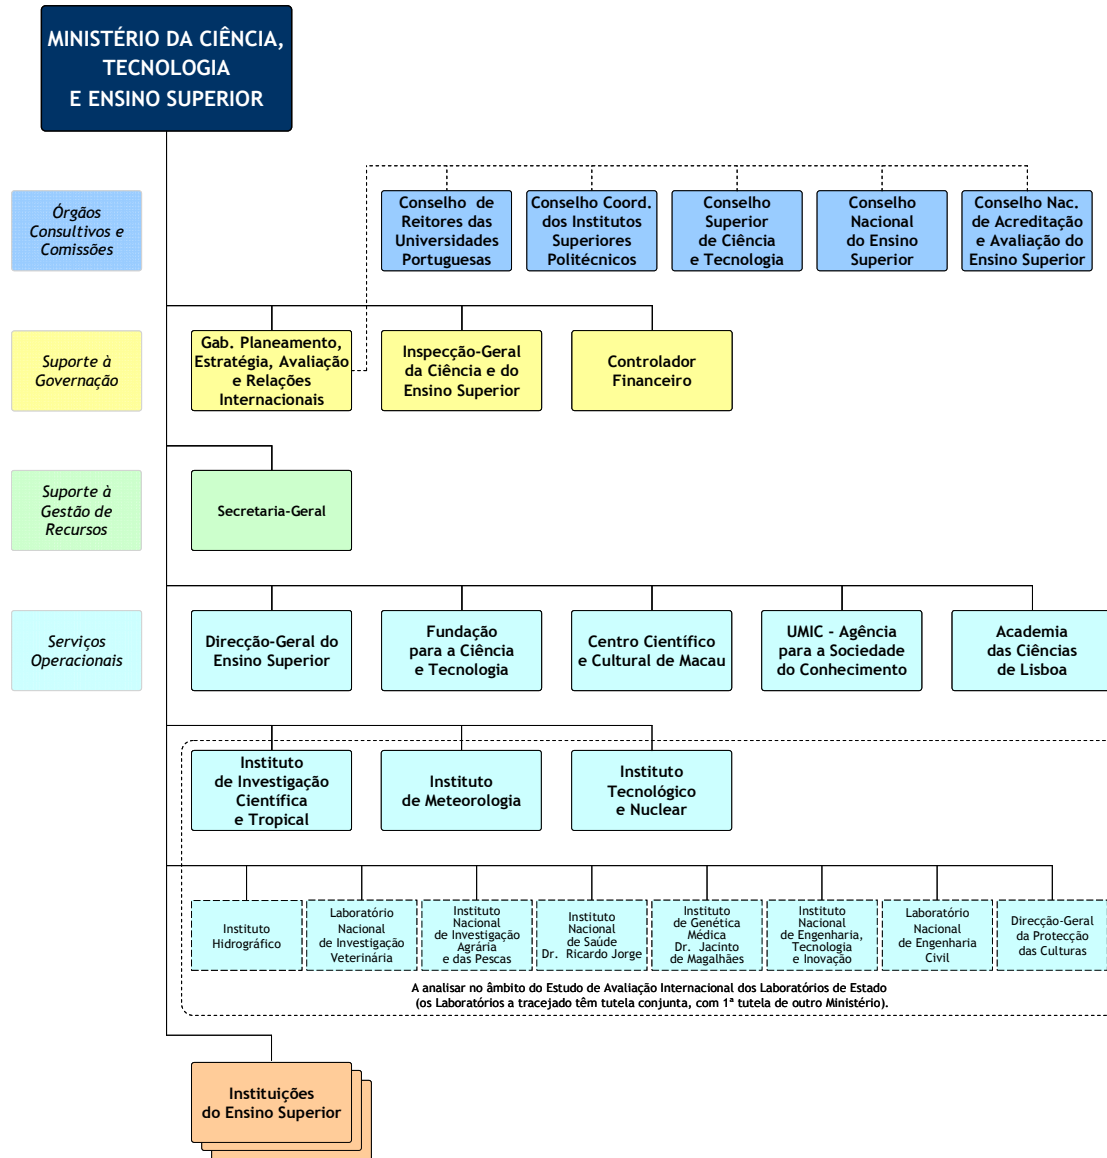 MINISTÉRIO DA CIÊNCIA,
TECNOLOGIA
E ENSINO SUPERIOR
Órgãos
Consultivos e
Comissões
Conselho de
Reitores das
Universidades
Portuguesas
Conselho Coord.
dos Institutos
Superiores
Politécnicos
Conselho
Superior
de Ciência
e Tecnologia
Conselho
Nacional
do Ensino
Superior
Conselho Nac.
de Acreditação
e Avaliação do
Ensino Superior
Suporte à
Governação
Gab. Planeamento,
Estratégia, Avaliação
e Relações
Internacionais
Inspecção-Geral
da Ciência e do
Ensino Superior
Controlador
Financeiro
Suporte à
Gestão de
Recursos
Secretaria-Geral
Serviços
Operacionais
Direcção-Geral do
Ensino Superior
Fundação
para a Ciência
e Tecnologia
Centro Científico
e Cultural de Macau
UMIC - Agência
para a Sociedade
do Conhecimento
Academia
das Ciências
de Lisboa
Instituto
de Investigação
Científica
e Tropical
Instituto
de Meteorologia
Instituto
Tecnológico
e Nuclear
Instituto
Hidrográfico
Laboratório
Nacional
de Investigação
Veterinária
Instituto
Nacional
de Investigação
Agrária
e das Pescas
Instituto
Nacional
de Saúde
Dr. Ricardo Jorge
Instituto
de Genética
Médica
Dr. Jacinto
de Magalhães
Instituto
Nacional
de Engenharia,
Tecnologia
e Inovação
Laboratório
Nacional
de Engenharia
Civil
Direcção-Geral
da Protecção
das Culturas
A analisar no âmbito do Estudo de Avaliação Internacional dos Laboratórios de Estado
(os Laboratórios a tracejado têm tutela conjunta, com 1ª tutela de outro Ministério).
Instituições
do Ensino Superior